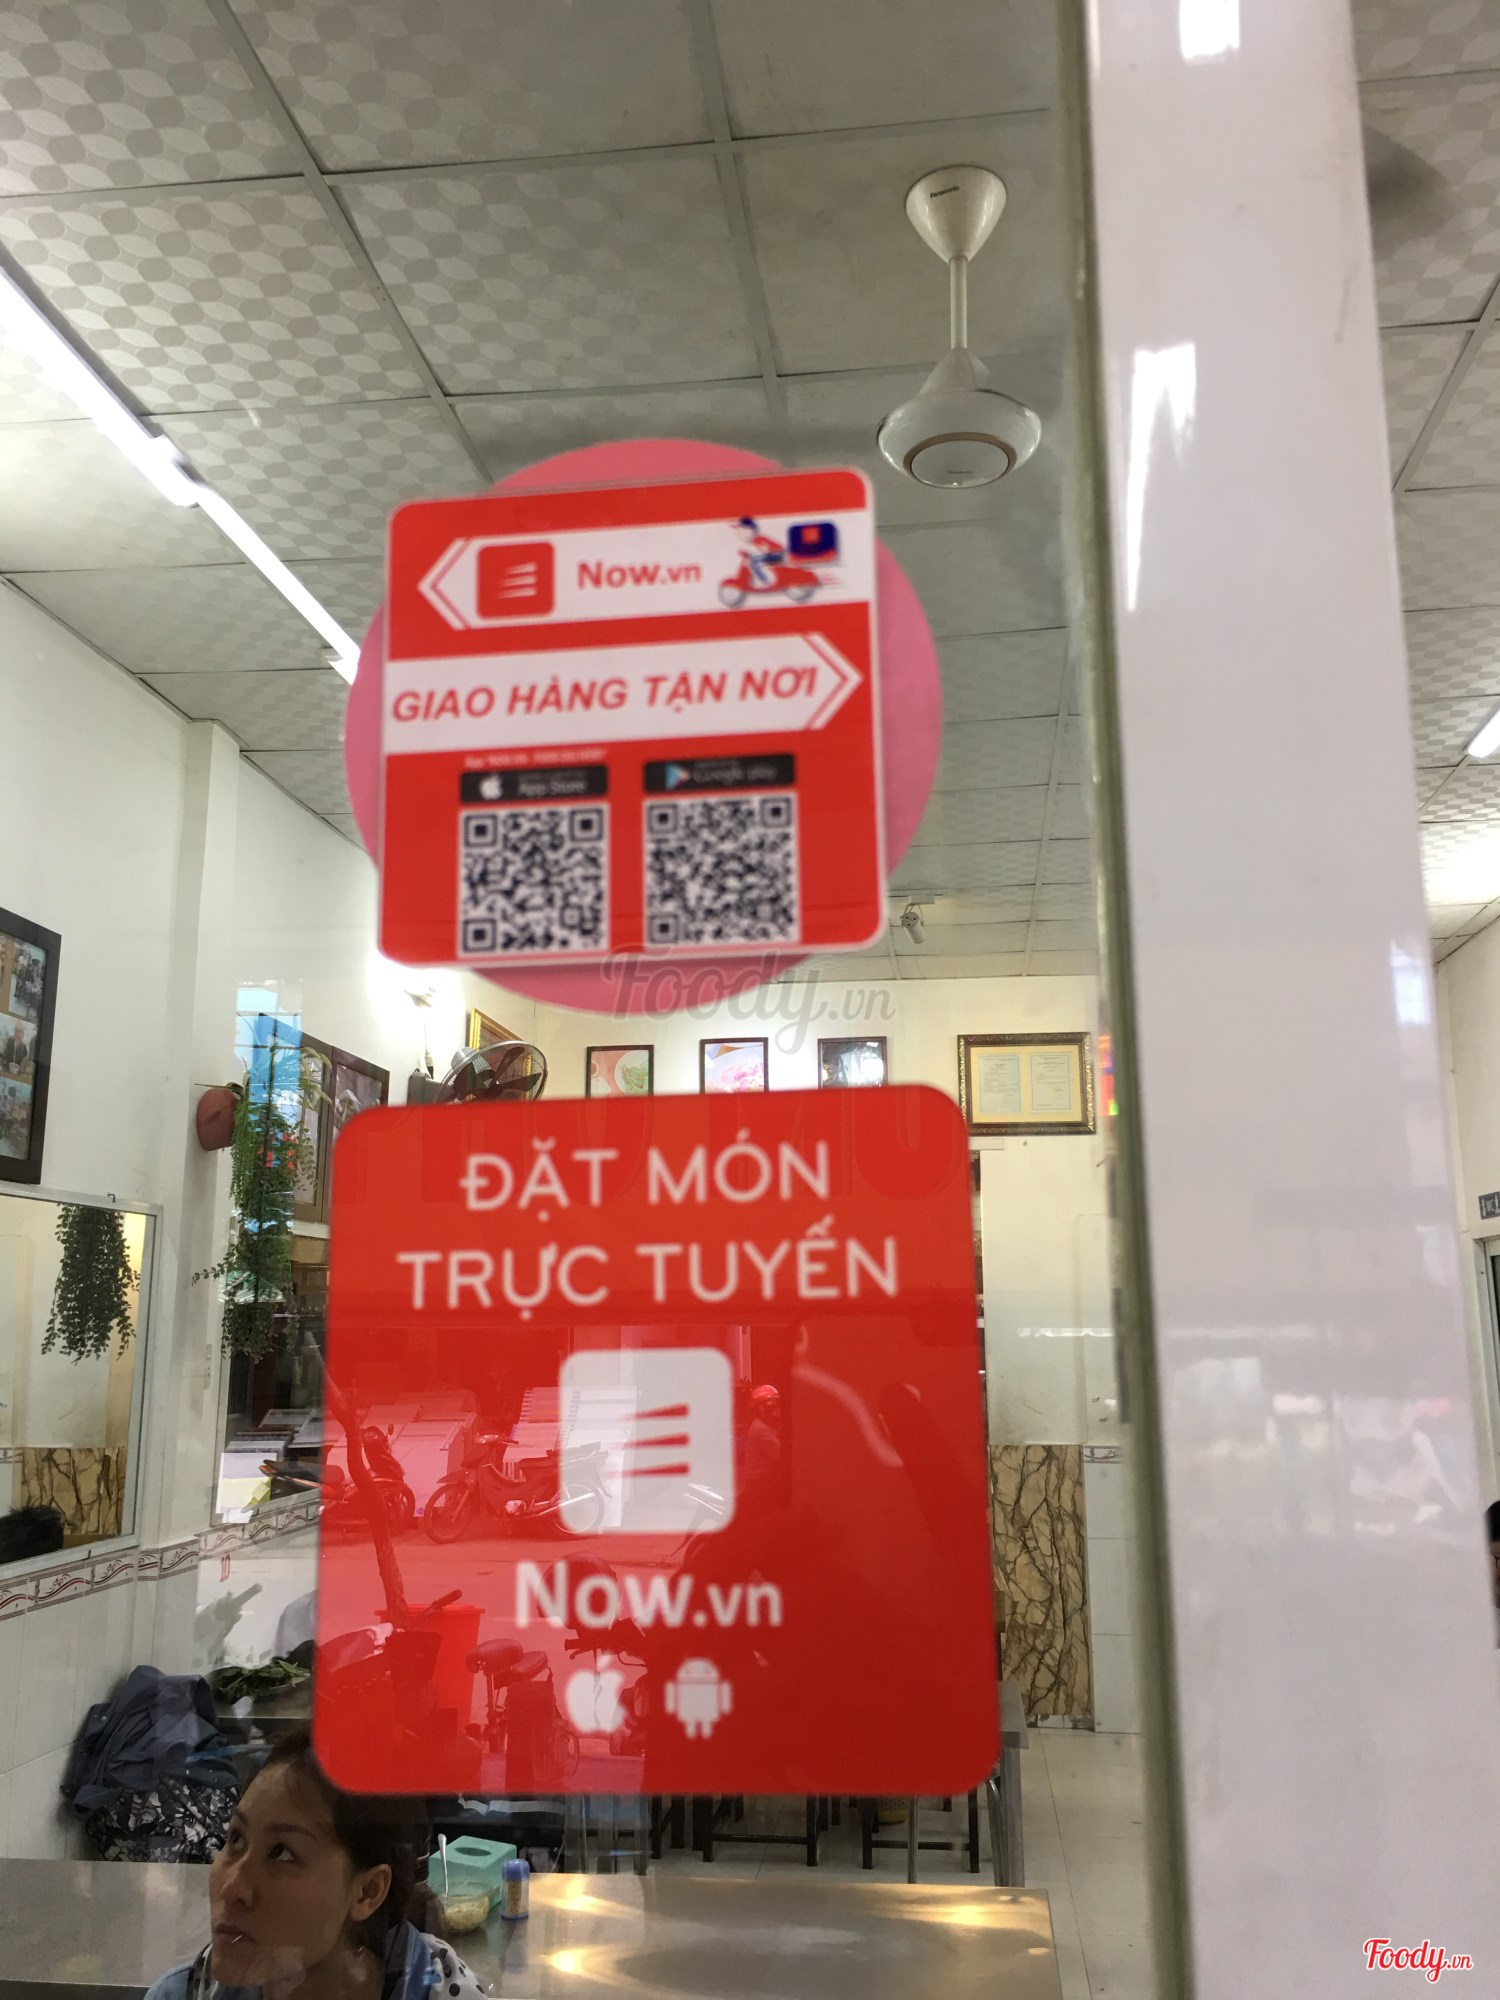 Panasonic
Now.vn
GIAO HÀNG TẬN NƠI
App Store
Google play
Foody.vn
ĐẶT MÓN
TRỰC TUYẾN
Now.vn
Foody.vn